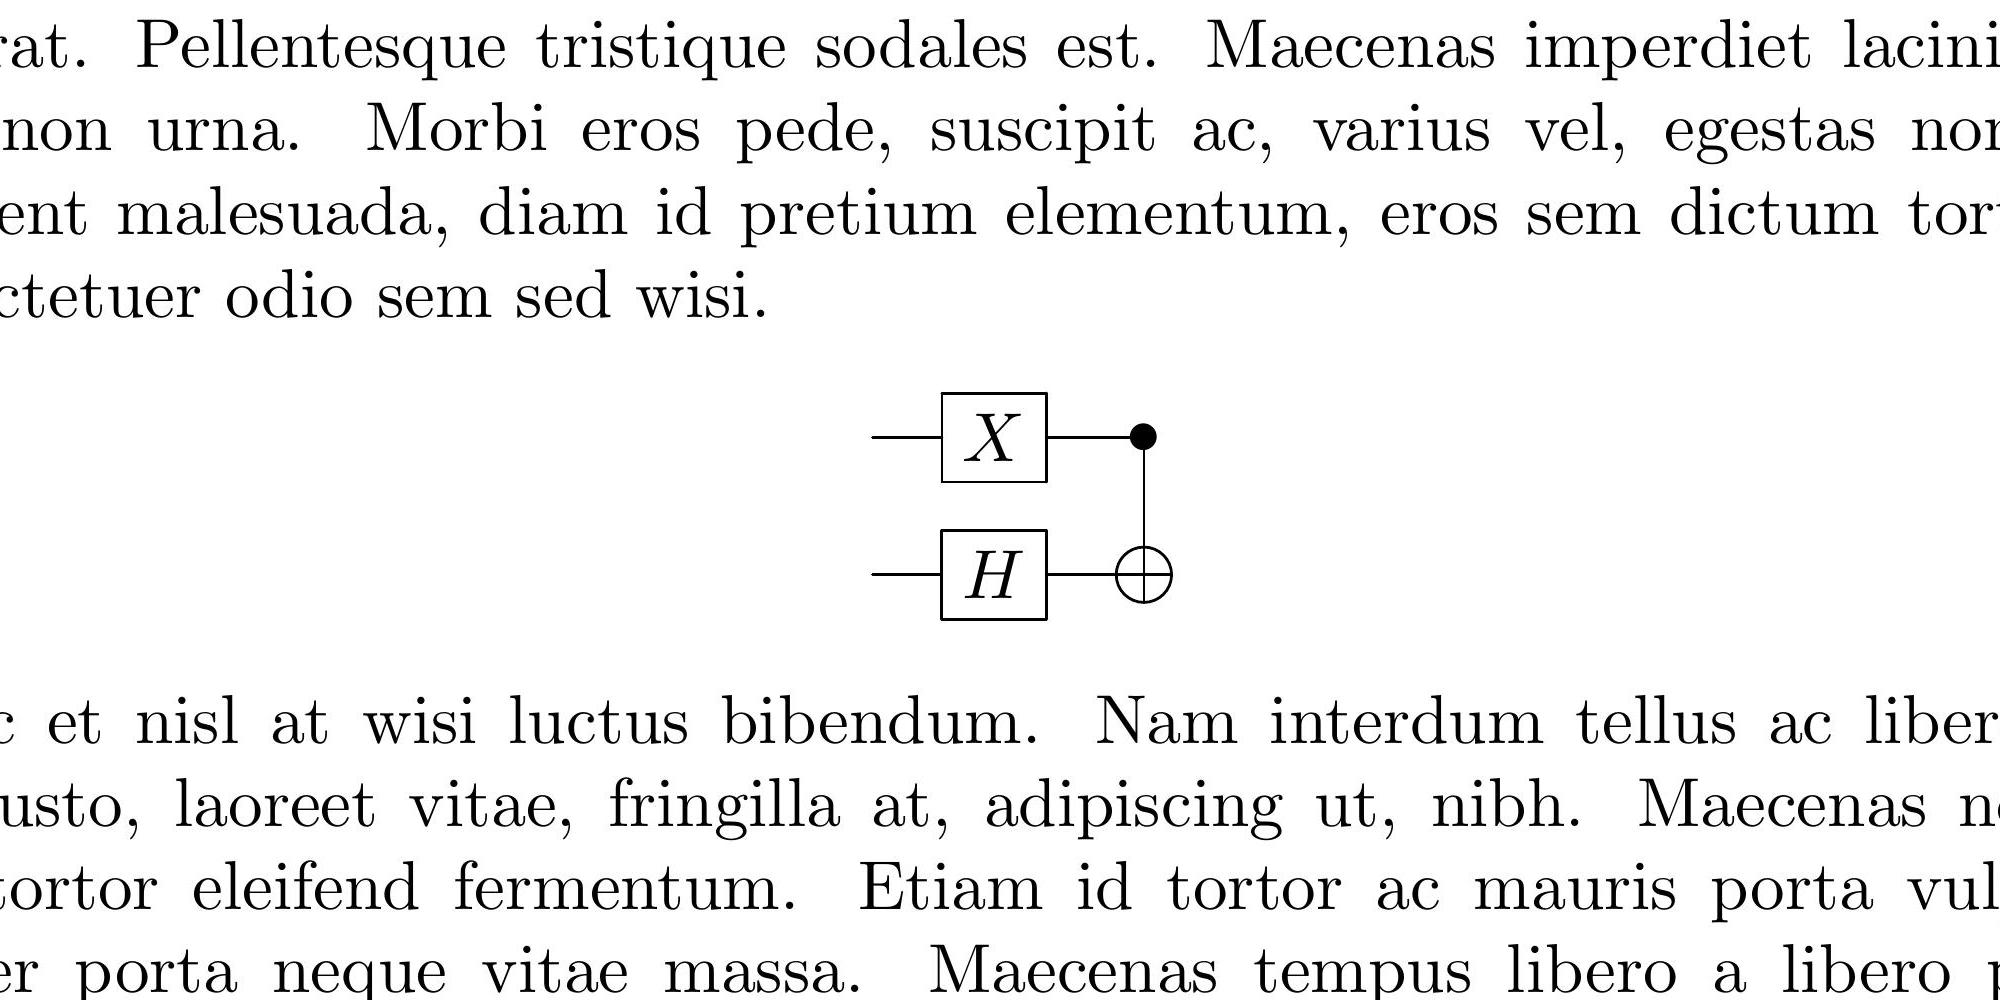 rat. Pellentesque tristique sodales est. Maecenas imperdiet lacini
non urna. Morbi eros pede, suscipit ac, varius vel, egestas non
ent malesuada, diam id pretium elementum, eros sem dictum tort
ctetuer odio sem sed wisi.
X
H
c et nisl at wisi luctus bibendum. Nam interdum tellus ac liber
usto, laoreet vitae, fringilla at, adipiscing ut, nibh. Maecenas ne
tortor eleifend fermentum. Etiam id tortor ac mauris porta vul
er porta neque vitae massa. Maecenas tempus libero a libero p